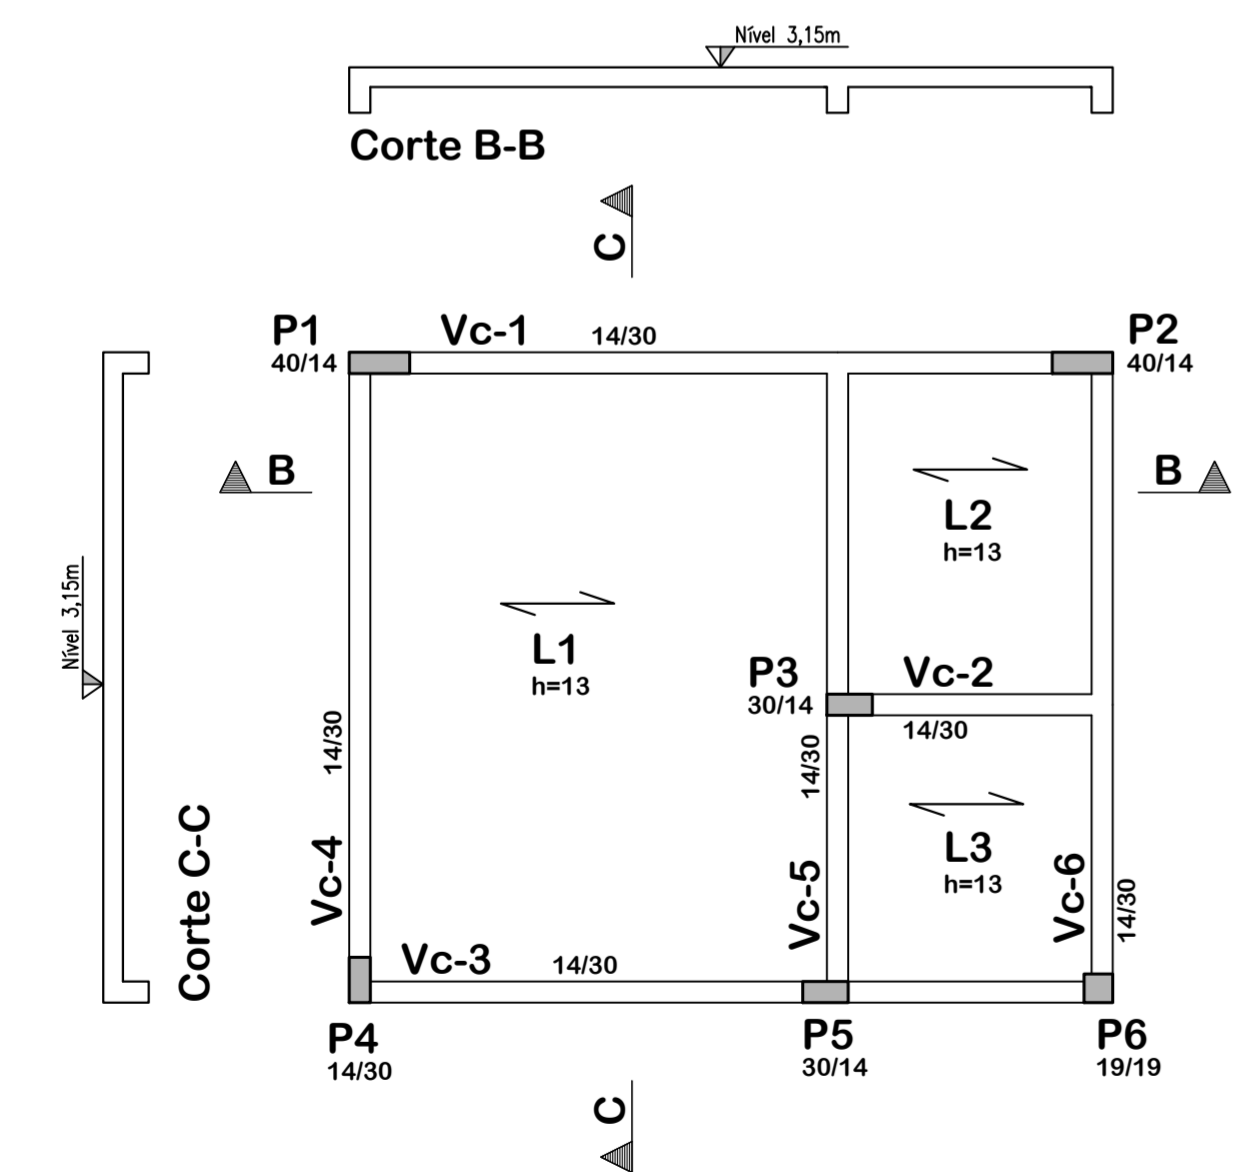 Nível 3,15m
Corte B-B
C
P1
40/14
Vc-1
14/30
P2
40/14
B
B
L2
h=13
Nível 3,15m
L1
h=13
P3
30/14
Vc-2
14/30
14/30
14/30
L3
h=13
Corte C-C
Vc-4
Vc-5
Vc-6
14/30
Vc-3
14/30
P4
14/30
P5
30/14
P6
19/19
C